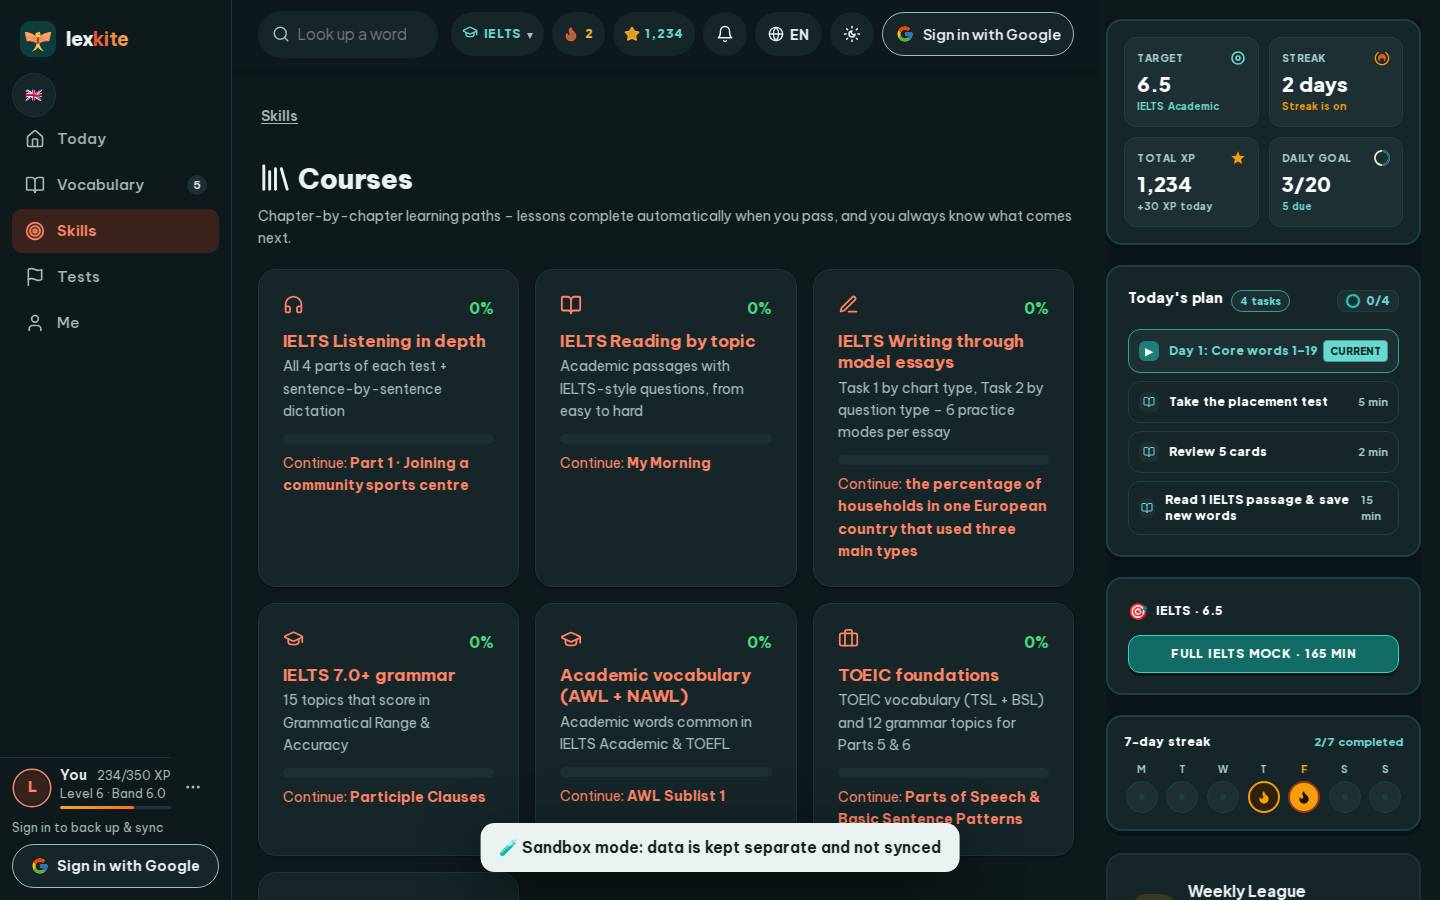 lexkite
Today
Vocabulary 5
Skills
Tests
Me
L
You 234/350 XP
Level 6 · Band 6.0
Sign in to back up & sync
Sign in with Google
Look up a word
IELTS ▾
2
1,234
EN
Sign in with Google
Skills
Courses
Chapter-by-chapter learning paths – lessons complete automatically when you pass, and you always know what comes
next.
0%
IELTS Listening in depth
All 4 parts of each test +
sentence-by-sentence
dictation
Continue: Part 1 · Joining a
community sports centre
0%
IELTS Reading by topic
Academic passages with
IELTS-style questions, from
easy to hard
Continue: My Morning
0%
IELTS Writing through
model essays
Task 1 by chart type, Task 2 by
question type – 6 practice
modes per essay
Continue: the percentage of
households in one European
country that used three
main types
0%
IELTS 7.0+ grammar
15 topics that score in
Grammatical Range &
Accuracy
Continue: Participle Clauses
0%
Academic vocabulary
(AWL + NAWL)
Academic words common in
IELTS Academic & TOEFL
Continue: AWL Sublist 1
0%
TOEIC foundations
TOEIC vocabulary (TSL + BSL)
and 12 grammar topics for
Parts 5 & 6
Continue: Parts of Speech &
Basic Sentence Patterns
Sandbox mode: data is kept separate and not synced
TARGET
6.5
IELTS Academic
STREAK
2 days
Streak is on
TOTAL XP
1,234
+30 XP today
DAILY GOAL
3/20
5 due
Today's plan 4 tasks 0/4
Day 1: Core words 1–19 CURRENT
Take the placement test 5 min
Review 5 cards 2 min
Read 1 IELTS passage & save 15
new words min
IELTS · 6.5
FULL IELTS MOCK · 165 MIN
7-day streak 2/7 completed
M T W T F S S
Weekly League